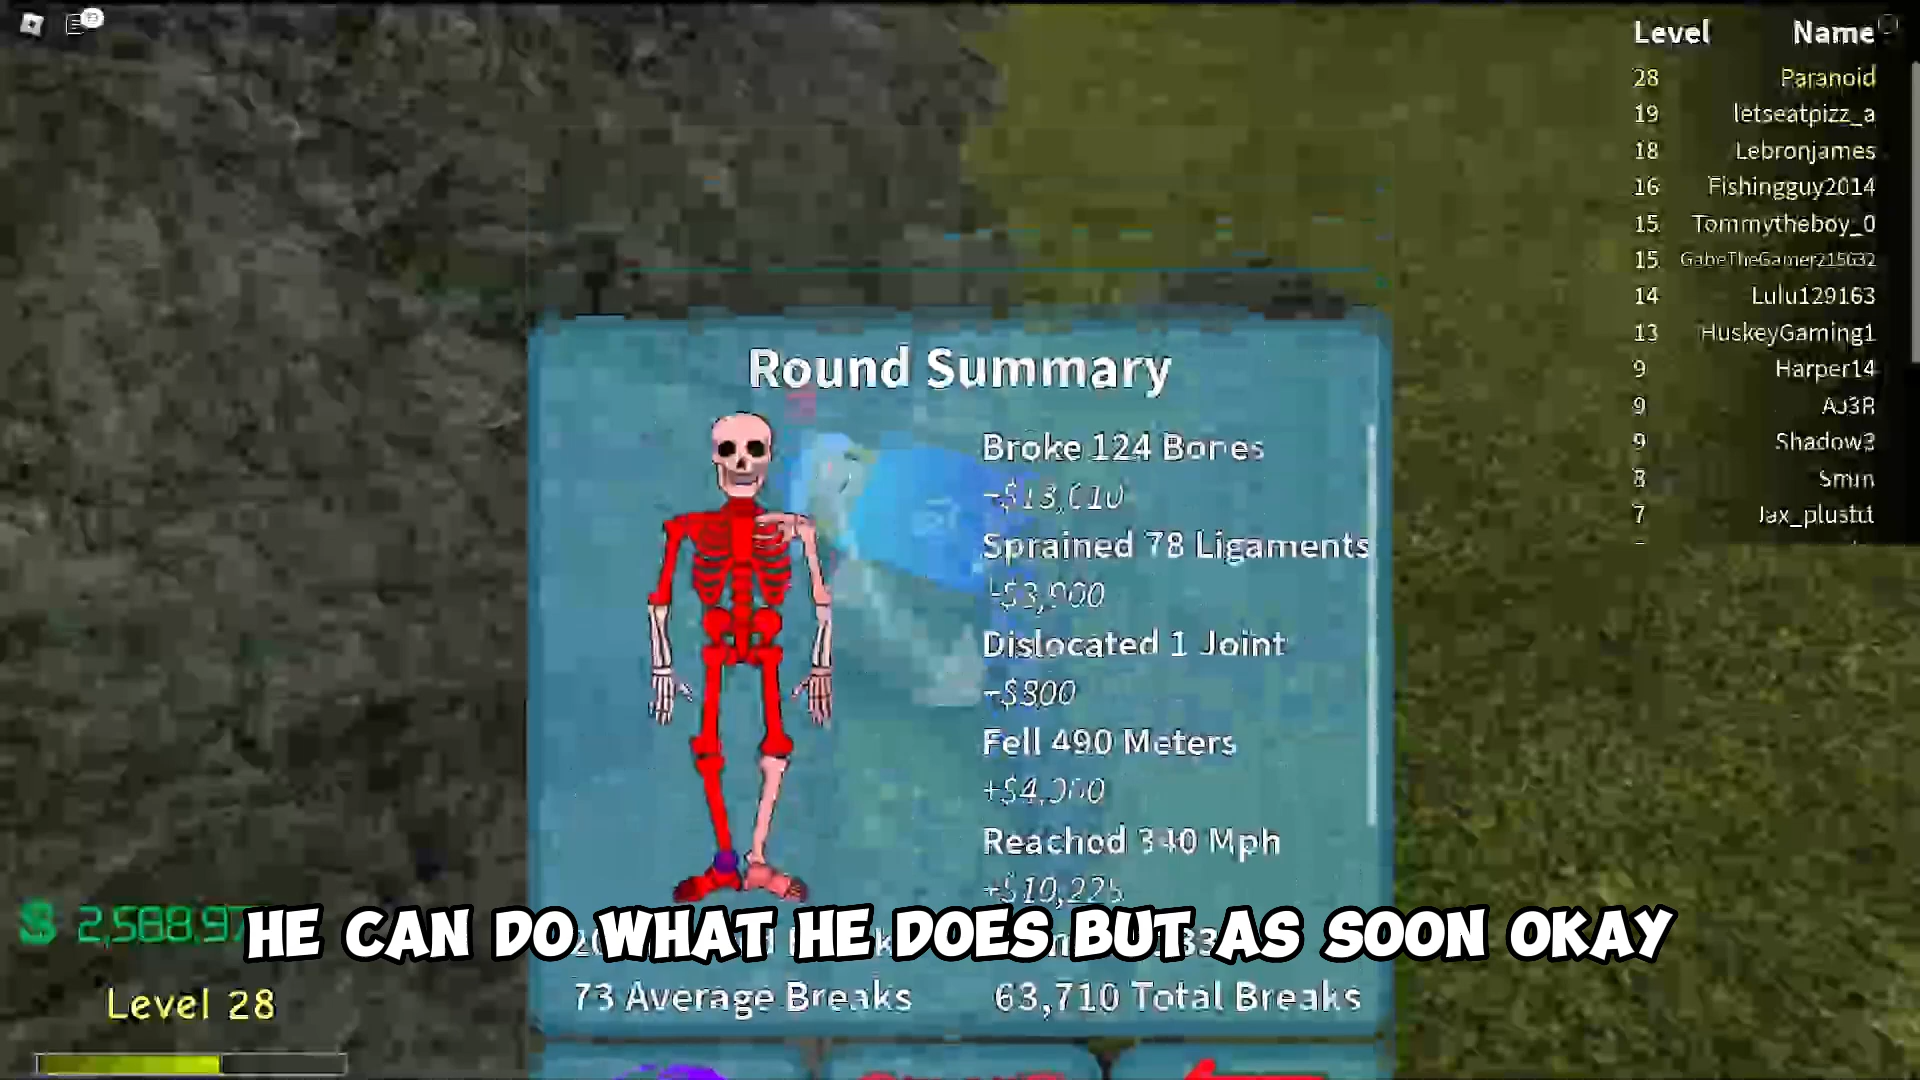 Level Name
28 Paranoid
19 letseatpizz_a
18 Lebronjames
16 Fishingguy2014
15 Tommytheboy_0
15 GabeTheGamer215632
14 Lulu129163
13 HuskeyGaming1
9 Harper14
9 AJ3R
9 Shadow3
8
7
Round Summary
Broke 124 Bones
Sprained 78 Ligaments
Dislocated 1 Joint
Fell 490 Meters
Reached 340 Mph
+$10,225
HE CAN DO WHAT HE DOES BUT AS SOON OKAY
73 Average Breaks
63,710 Total Breaks
Level 28